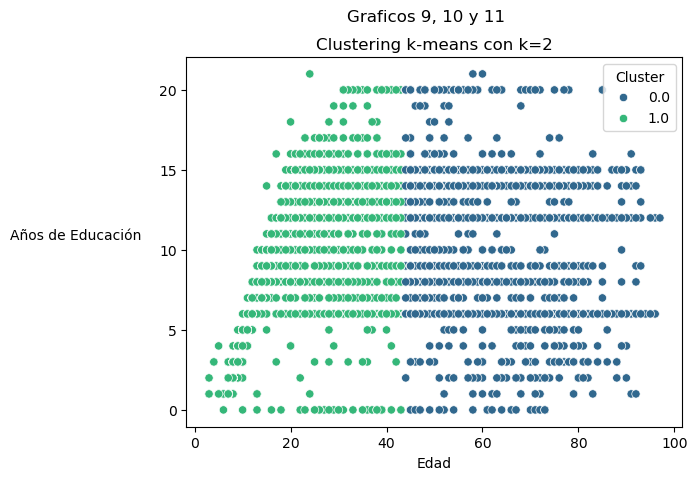 Graficos 9, 10 y 11
Clustering k-means con k=2
Cluster
0.0
1.0
Años de Educación
20
15
10
5
0
0 20 40 60 80 100
Edad